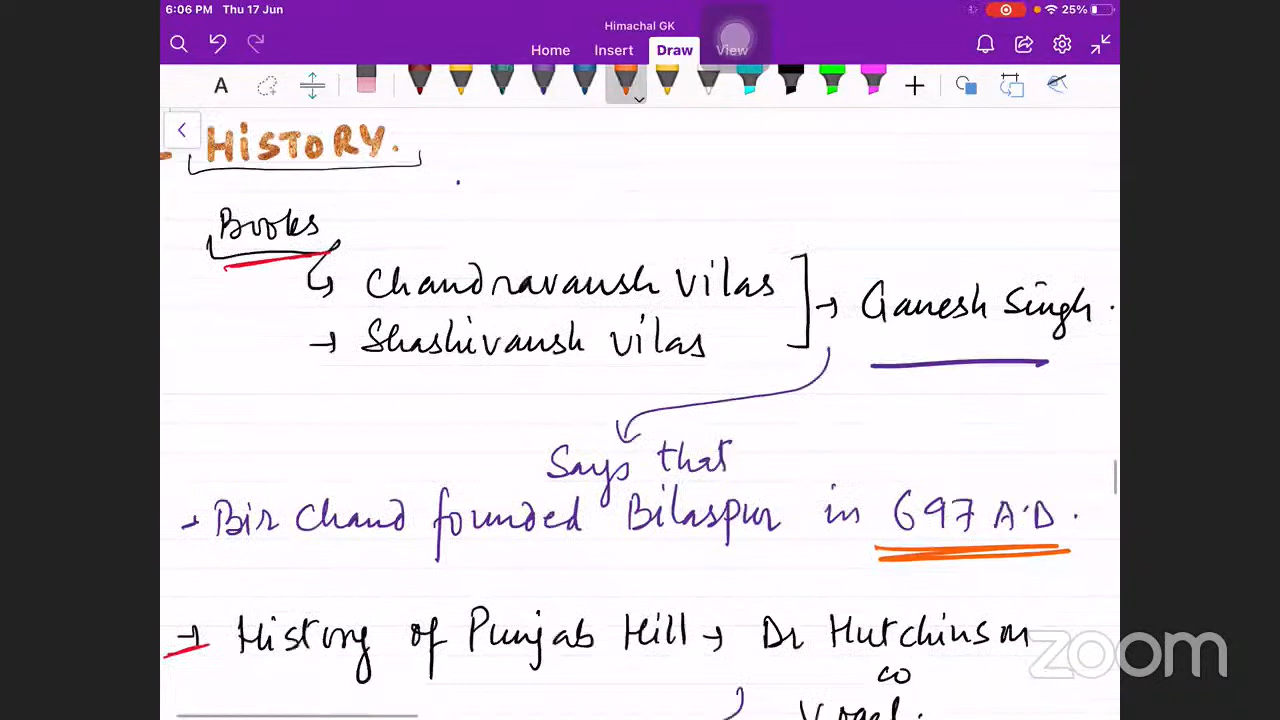 6:06 PM Thu 17 Jun
25%
Himachal GK
Home Insert Draw View
A
- HISTORY.
Books
↳ Chandravansh Vilas
→ Shashivansh Vilas
→ Ganesh Singh.
Says that
→ Bir Chand founded Bilaspur in 697 A.D.
→ History of Punjab Hill → Dr Hutchinson
co
Vogel.
zoom